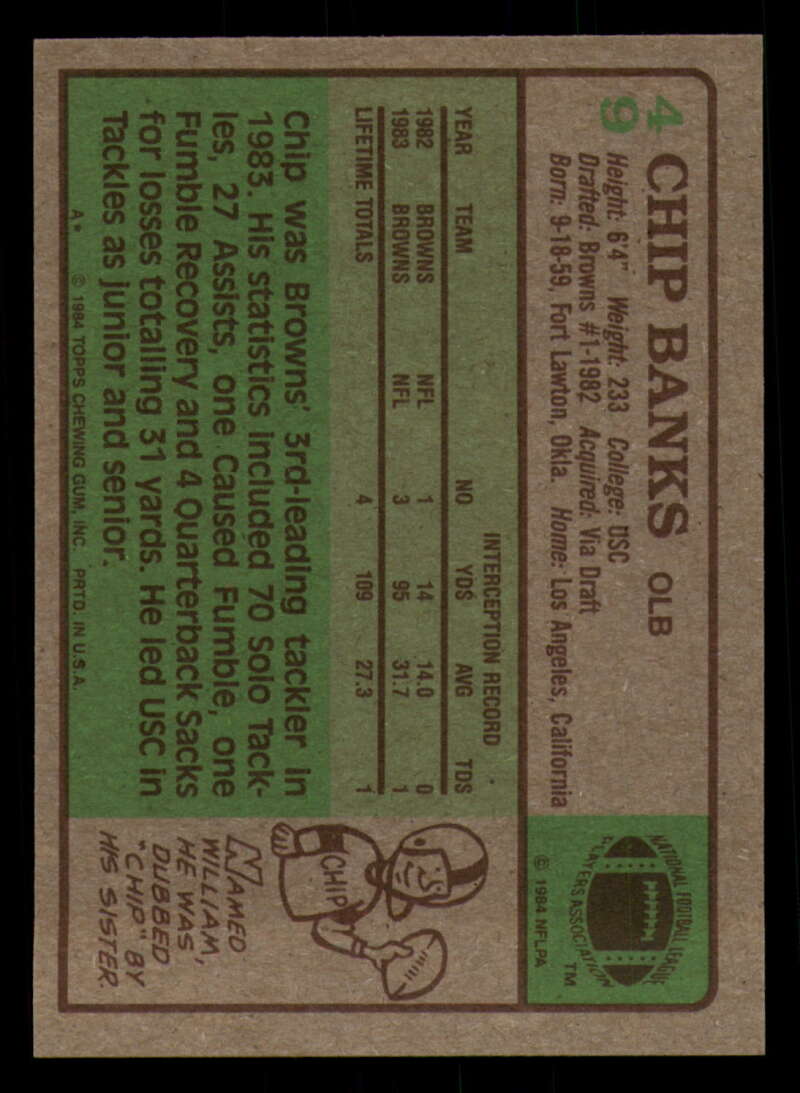 49
CHIP BANKS OLB
Height: 6'4" Weight: 233 College: USC
Drafted: Browns #1-1982 Acquired: Via Draft
Born: 9-18-59, Fort Lawton, Okla. Home: Los Angeles, California
NATIONAL FOOTBALL LEAGUE
PLAYERS ASSOCIATION
TM
© 1984 NFLPA
INTERCEPTION RECORD
YEAR TEAM NO YDS AVG TDS
1982 BROWNS NFL 1 14 14.0 0
1983 BROWNS NFL 3 95 31.7 1
LIFETIME TOTALS 4 109 27.3 1
Chip was Browns' 3rd-leading tackler in
1983. His statistics included 70 Solo Tack-
les, 27 Assists, one Caused Fumble, one
Fumble Recovery and 4 Quarterback Sacks
for losses totalling 31 yards. He led USC in
Tackles as junior and senior.
A* © 1984 TOPPS CHEWING GUM, INC. PRTD. IN U.S.A.
CHIP
NAMED
WILLIAM,
HE WAS
DUBBED
"CHIP" BY
HIS SISTER.